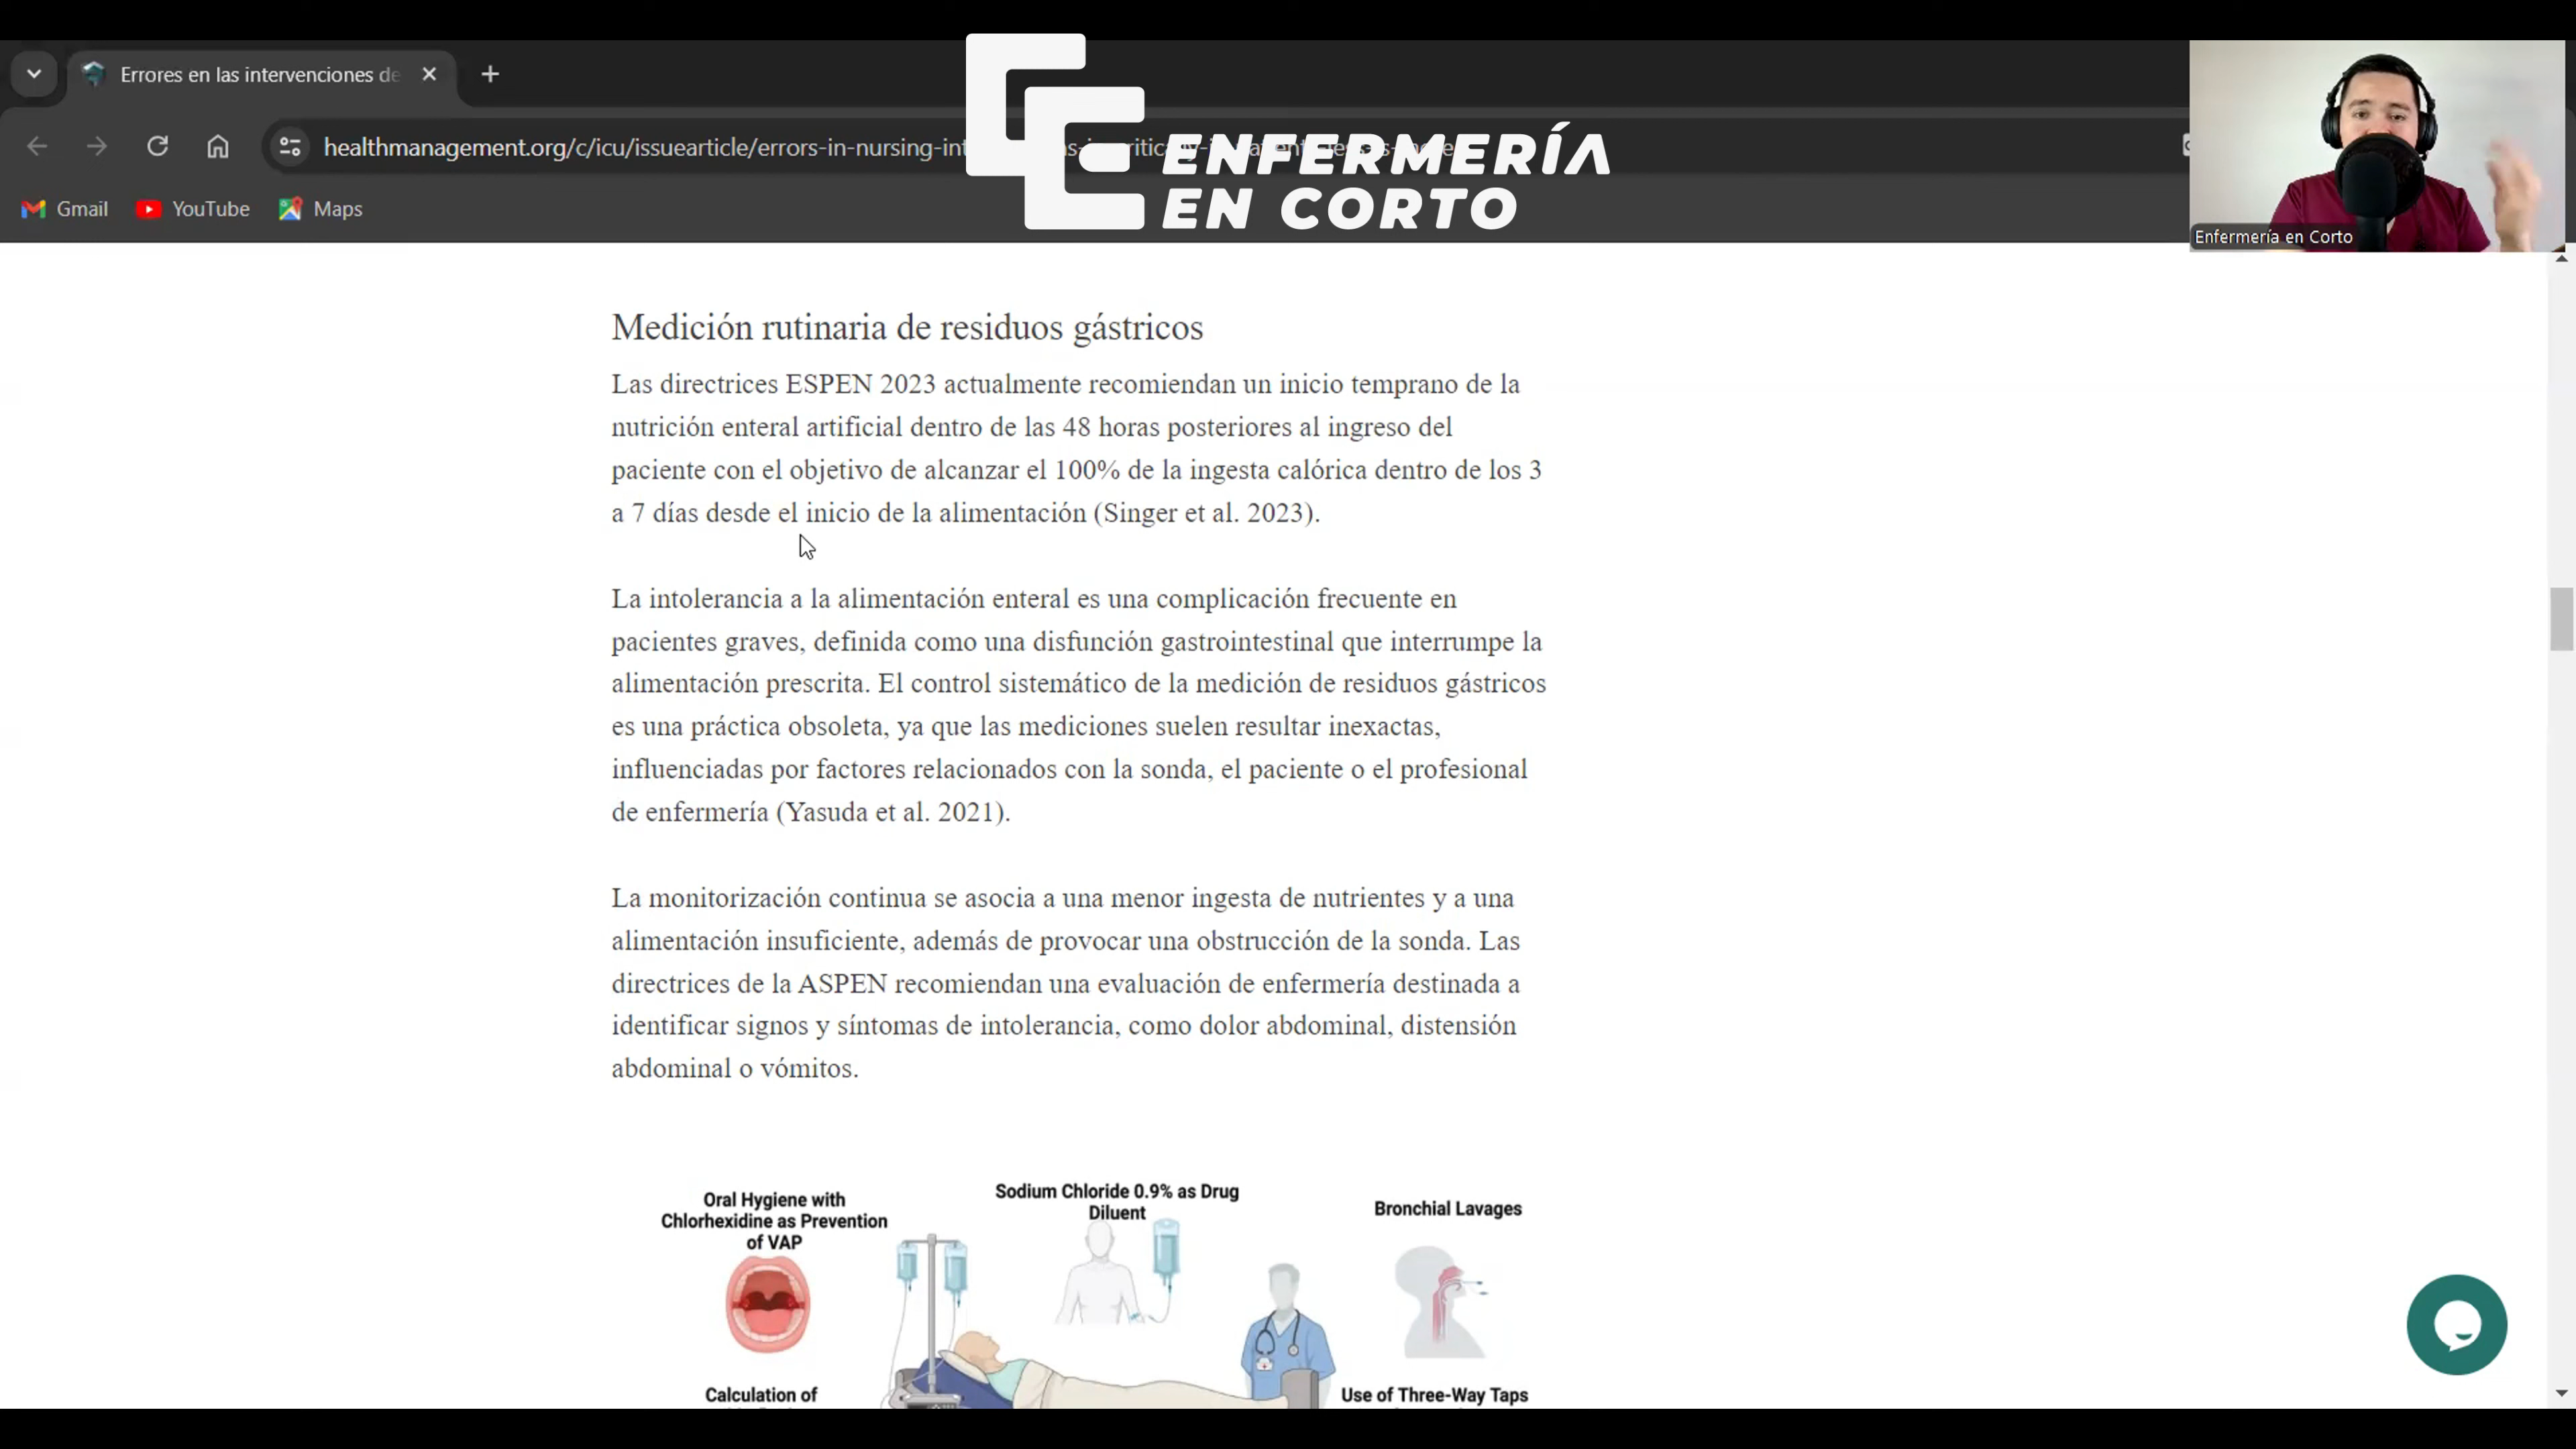 Errores en las intervenciones de
healthmanagement.org/c/icu/issuearticle/errors-in-nursing-int
ENFERMERÍA
EN CORTO
Gmail
YouTube
Maps
Enfermería en Corto
Medición rutinaria de residuos gástricos
Las directrices ESPEN 2023 actualmente recomiendan un inicio temprano de la
nutrición enteral artificial dentro de las 48 horas posteriores al ingreso del
paciente con el objetivo de alcanzar el 100% de la ingesta calórica dentro de los 3
a 7 días desde el inicio de la alimentación (Singer et al. 2023).
La intolerancia a la alimentación enteral es una complicación frecuente en
pacientes graves, definida como una disfunción gastrointestinal que interrumpe la
alimentación prescrita. El control sistemático de la medición de residuos gástricos
es una práctica obsoleta, ya que las mediciones suelen resultar inexactas,
influenciadas por factores relacionados con la sonda, el paciente o el profesional
de enfermería (Yasuda et al. 2021).
La monitorización continua se asocia a una menor ingesta de nutrientes y a una
alimentación insuficiente, además de provocar una obstrucción de la sonda. Las
directrices de la ASPEN recomiendan una evaluación de enfermería destinada a
identificar signos y síntomas de intolerancia, como dolor abdominal, distensión
abdominal o vómitos.
Oral Hygiene with
Chlorhexidine as Prevention
of VAP
Sodium Chloride 0.9% as Drug
Diluent
Bronchial Lavages
Calculation of
Use of Three-Way Taps